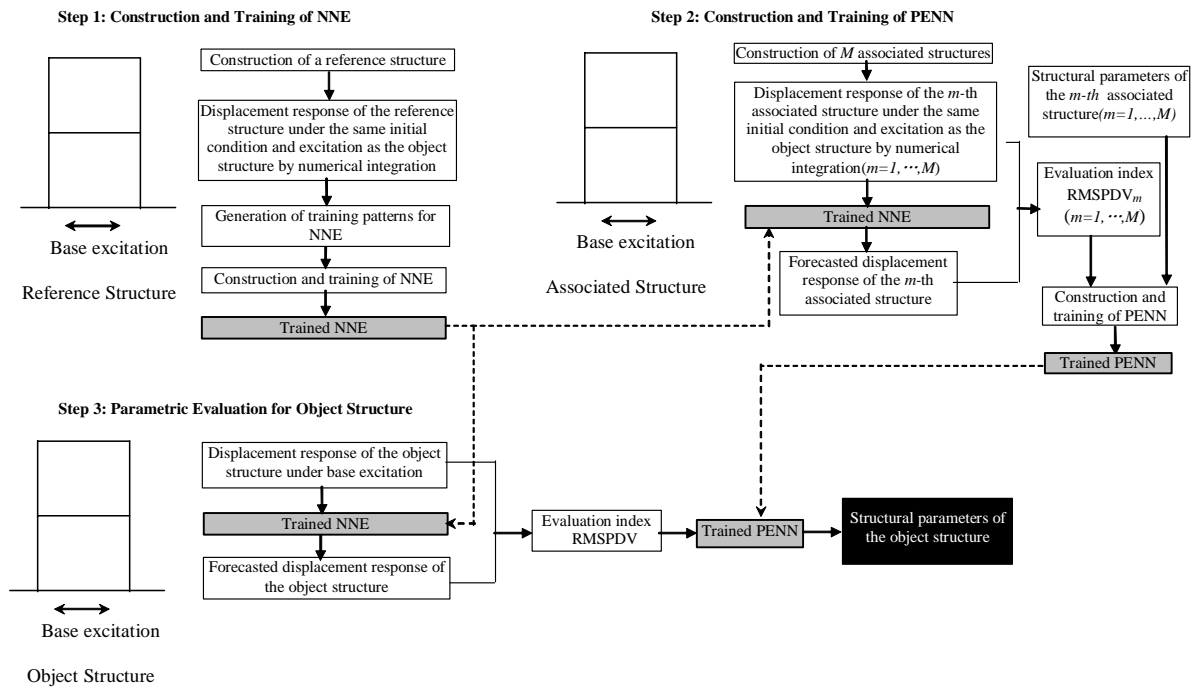 Step 1: Construction and Training of NNE
Construction of a reference structure
Displacement response of the reference
structure under the same initial
condition and excitation as the object
structure by numerical integration
Generation of training patterns for
NNE
Construction and training of NNE
Trained NNE
Base excitation
Reference Structure
Step 2: Construction and Training of PENN
Construction of M associated structures
Displacement response of the m-th
associated structure under the same
initial condition and excitation as the
object structure by numerical
integration(m=1,⋯,M)
Trained NNE
Forecasted displacement
response of the m-th
associated structure
Base excitation
Associated Structure
Structural parameters of
the m-th associated
structure(m=1,...,M)
Evaluation index
RMSPDVm
(m=1,⋯,M)
Construction and
training of PENN
Trained PENN
Step 3: Parametric Evaluation for Object Structure
Displacement response of the object
structure under base excitation
Trained NNE
Forecasted displacement response of
the object structure
Base excitation
Object Structure
Evaluation index
RMSPDV
Trained PENN
Structural parameters of
the object structure